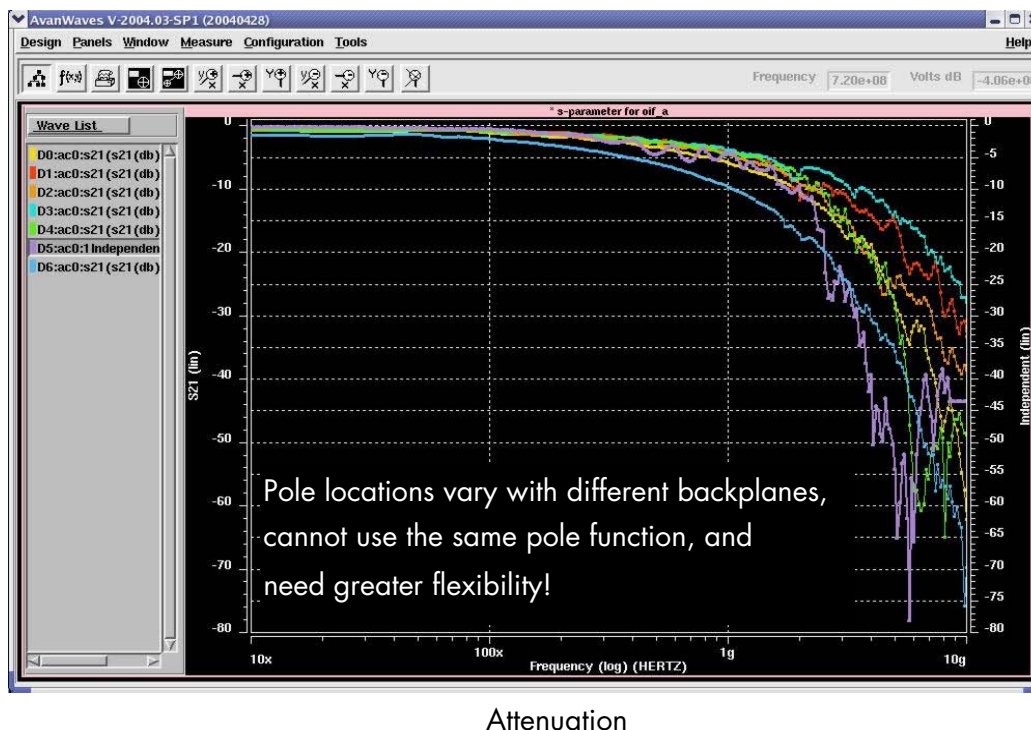 AvanWaves V-2004.03-SP1 (20040428)
Design Panels Window Measure Configuration Tools
Help
f(x)
Frequency 7.20e+08 Volts dB -4.06e+0
* s-parameter for oif_a
Wave List
D0:ac0:s21(s21(db)
D1:ac0:s21(s21(db)
D2:ac0:s21(s21(db)
D3:ac0:s21(s21(db)
D4:ac0:s21(s21(db)
D5:ac0:1 Independen
D6:ac0:s21(s21(db)
0
-10
-20
-30
-40
-50
-60
-70
-80
S21 (lin)
0
-5
-10
-15
-20
-25
-30
-35
-40
-45
-50
-55
-60
-65
-70
-75
-80
Independent (lin)
Pole locations vary with different backplanes,
cannot use the same pole function, and
need greater flexibility!
10x 100x 1g 10g
Frequency (log) (HERTZ)
Attenuation